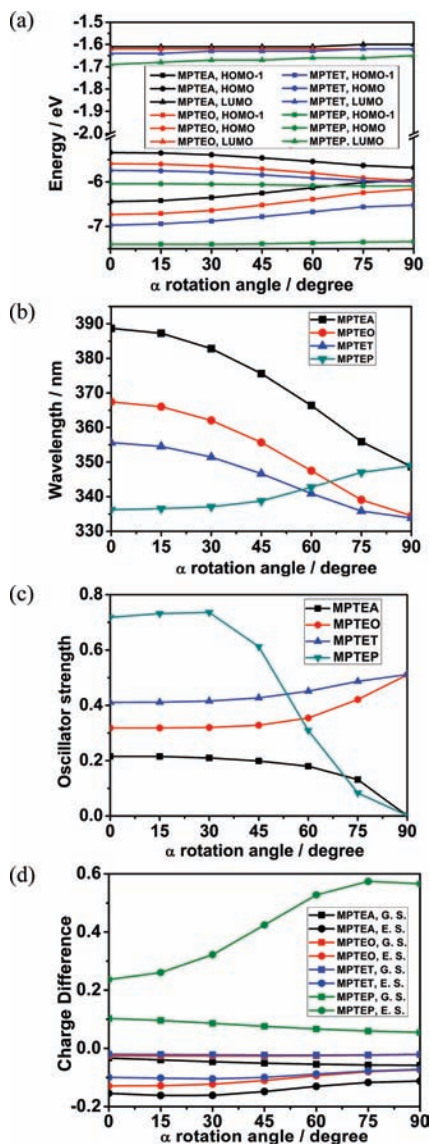 (a)
-1.5
-1.6
-1.7
-1.8
-1.9
-2.0
-6
-7
Energy / eV
MPTEA, HOMO-1 MPTET, HOMO-1
MPTEA, HOMO MPTET, HOMO
MPTEA, LUMO MPTET, LUMO
MPTEO, HOMO-1 MPTEP, HOMO-1
MPTEO, HOMO MPTEP, HOMO
MPTEO, LUMO MPTEP. LUMO
0 15 30 45 60 75 90
α rotation angle / degree
(b)
390
380
370
360
350
340
330
Wavelength / nm
MPTEA
MPTEO
MPTET
MPTEP
0 15 30 45 60 75 90
α rotation angle / degree
(c)
0.8
0.6
0.4
0.2
0.0
Oscillator strength
MPTEA
MPTEO
MPTET
MPTEP
0 15 30 45 60 75 90
α rotation angle / degree
(d)
0.6
0.4
0.2
0.0
-0.2
Charge Difference
MPTEA, G. S.
MPTEA, E. S.
MPTEO, G. S.
MPTEO, E. S.
MPTET, G. S.
MPTET, E. S.
MPTEP, G. S.
MPTEP, E. S.
0 15 30 45 60 75 90
α rotation angle / degree